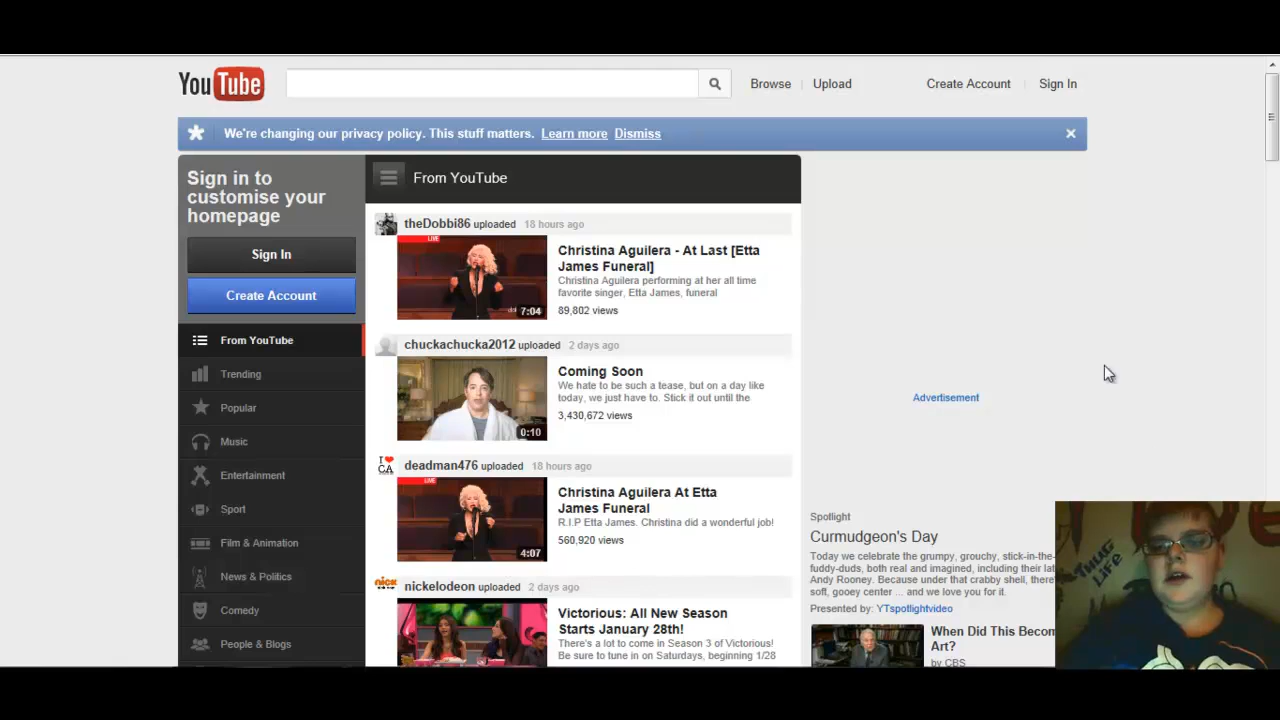 YouTube
Browse
Upload
Create Account
Sign In
We're changing our privacy policy. This stuff matters. Learn more Dismiss
Sign in to
customise your
homepage
Sign In
Create Account
From YouTube
Trending
Popular
Music
Entertainment
Sport
Film & Animation
News & Politics
Comedy
People & Blogs
From YouTube
theDobbi86 uploaded 18 hours ago
LIVE
7:04
Christina Aguilera - At Last [Etta
James Funeral]
Christina Aguilera performing at her all time
favorite singer, Etta James, funeral
89,802 views
chuckachucka2012 uploaded 2 days ago
0:10
Coming Soon
We hate to be such a tease, but on a day like
today, we just have to. Stick it out until the
3,430,672 views
I ♥
CA
deadman476 uploaded 18 hours ago
LIVE
4:07
Christina Aguilera At Etta
James Funeral
R.I.P Etta James. Christina did a wonderful job!
560,920 views
nick
nickelodeon uploaded 2 days ago
Victorious: All New Season
Starts January 28th!
There's a lot to come in Season 3 of Victorious!
Be sure to tune in on Saturdays, beginning 1/28
Advertisement
Spotlight
Curmudgeon's Day
Today we celebrate the grumpy, grouchy, stick-in-the-
fuddy-duds, both real and imagined, including their
Andy Rooney. Because under that crabby shell, there
soft, gooey center ... and we love you for it.
Presented by: YTspotlightvideo
When Did This
Art?
by CBS
THUG
LIFE